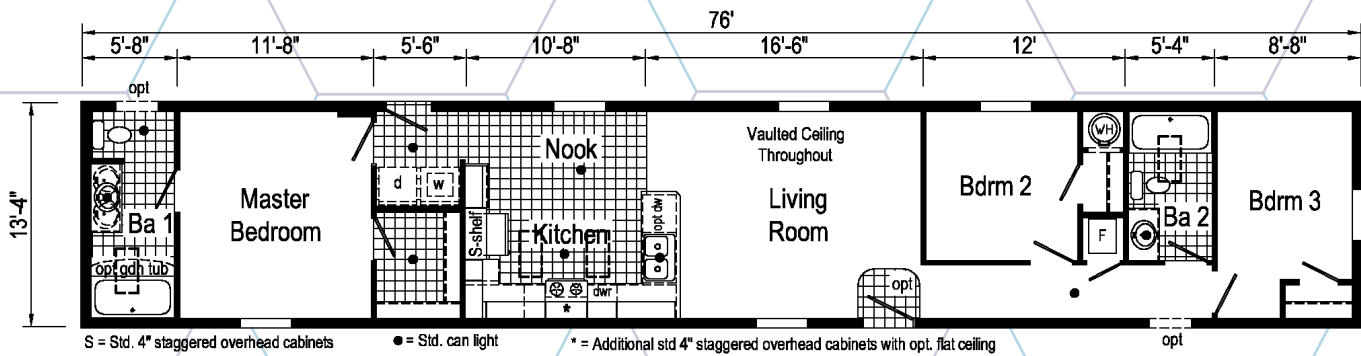 76'
5'-8" 11'-8" 5'-6" 10'-8" 16'-6" 12' 5'-4" 8'-8"
opt
13'-4"
Nook
Vaulted Ceiling
Throughout
WH
d w
Master
Bedroom
Living
Room
Bdrm 2
Bdrm 3
Ba 1
Ba 2
S-shelf
Kitchen
opt dw
F
opt gdn tub
dwr
*
opt
opt
S = Std. 4" staggered overhead cabinets
= Std. can light
* = Additional std 4" staggered overhead cabinets with opt. flat ceiling